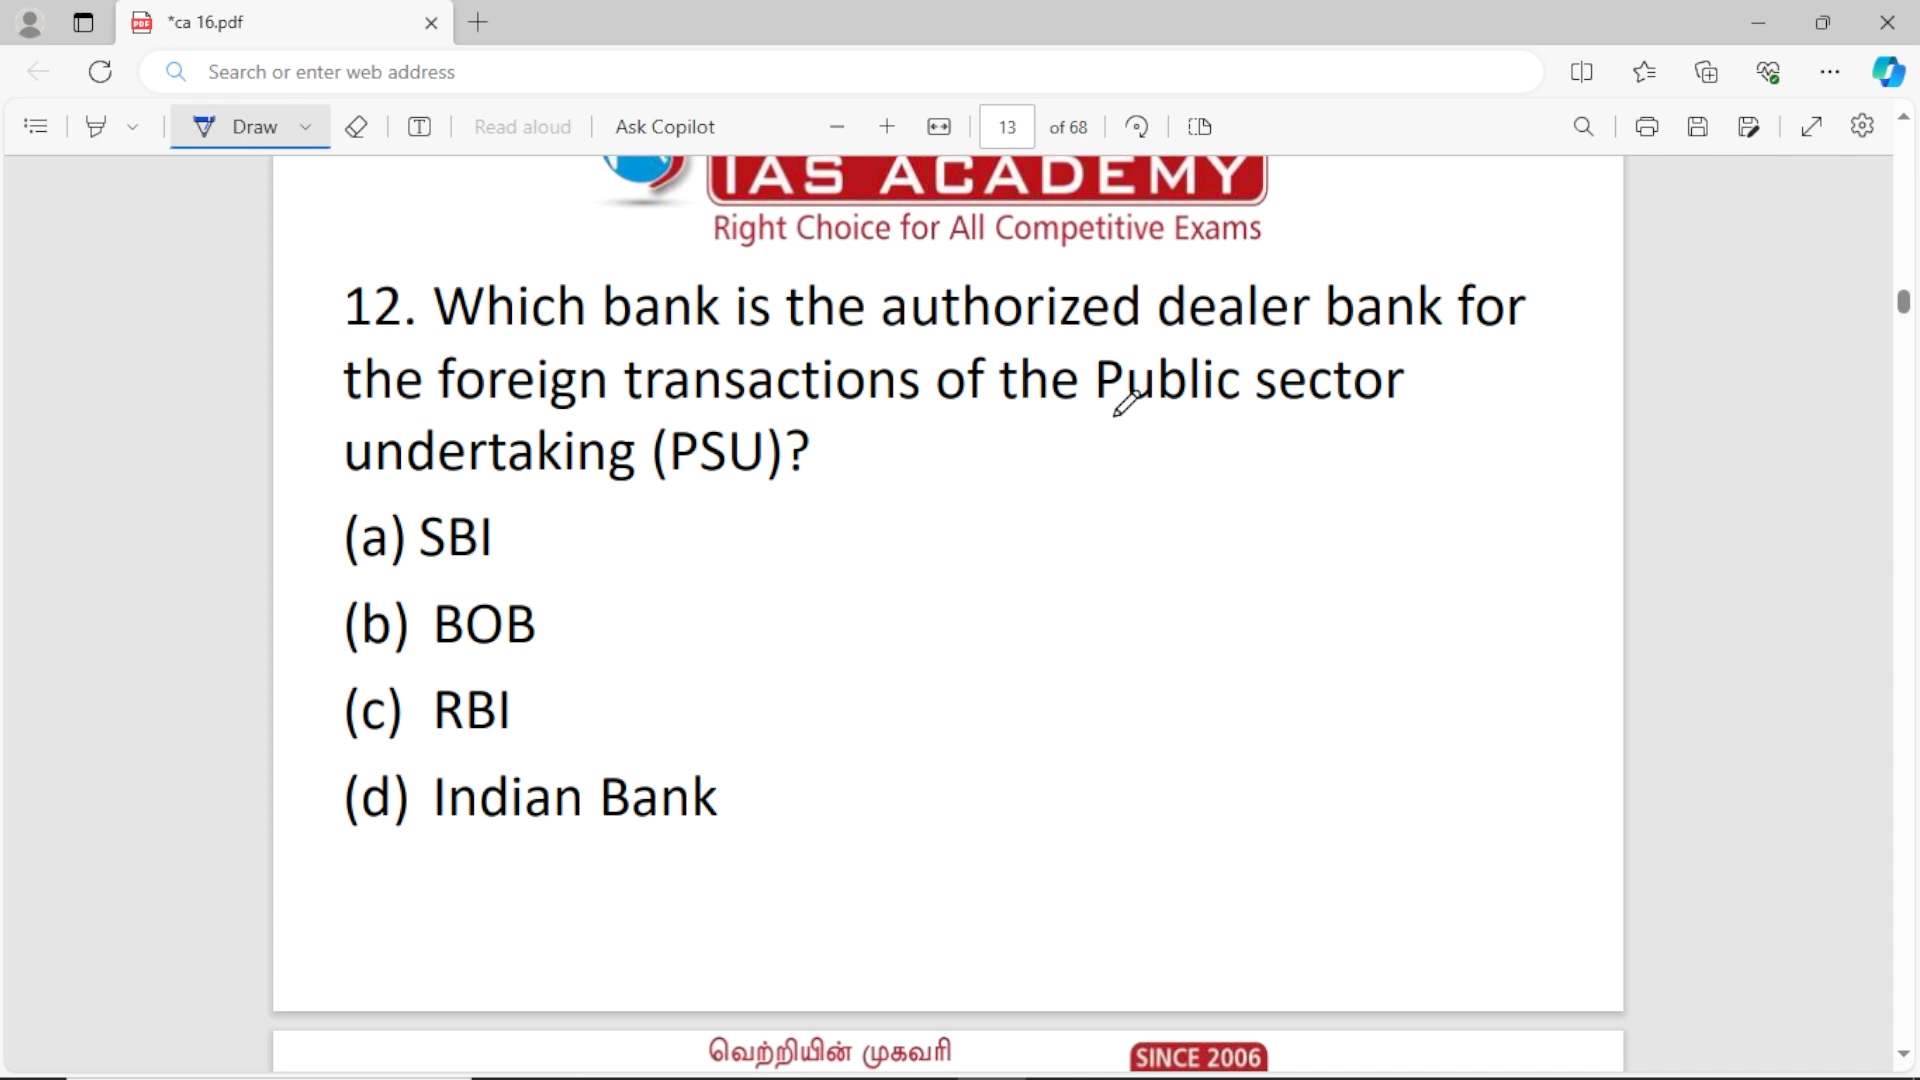 *ca 16.pdf
Search or enter web address
Draw
Read aloud
Ask Copilot
13 of 68
IAS ACADEMY
Right Choice for All Competitive Exams
12. Which bank is the authorized dealer bank for
the foreign transactions of the Public sector
undertaking (PSU)?
(a) SBI
(b) BOB
(c) RBI
(d) Indian Bank
வெற்றியின் முகவரி
SINCE 2006